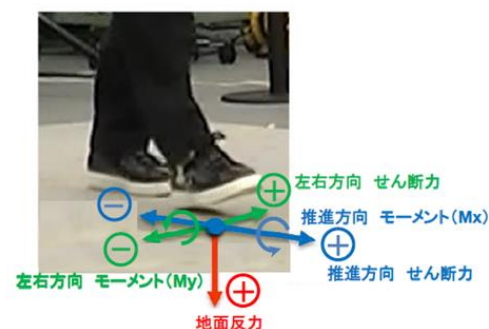 ⊕ 左右方向 せん断力
⊖ 推進方向 モーメント(Mx)
⊖ ⊕
左右方向 モーメント(My) 推進方向 せん断力
⊕
地面反力